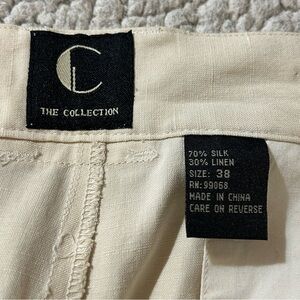 THE COLLECTION
70% SILK
30% LINEN
SIZE: 38
RN: 99068
MADE IN CHINA
CARE ON REVERSE